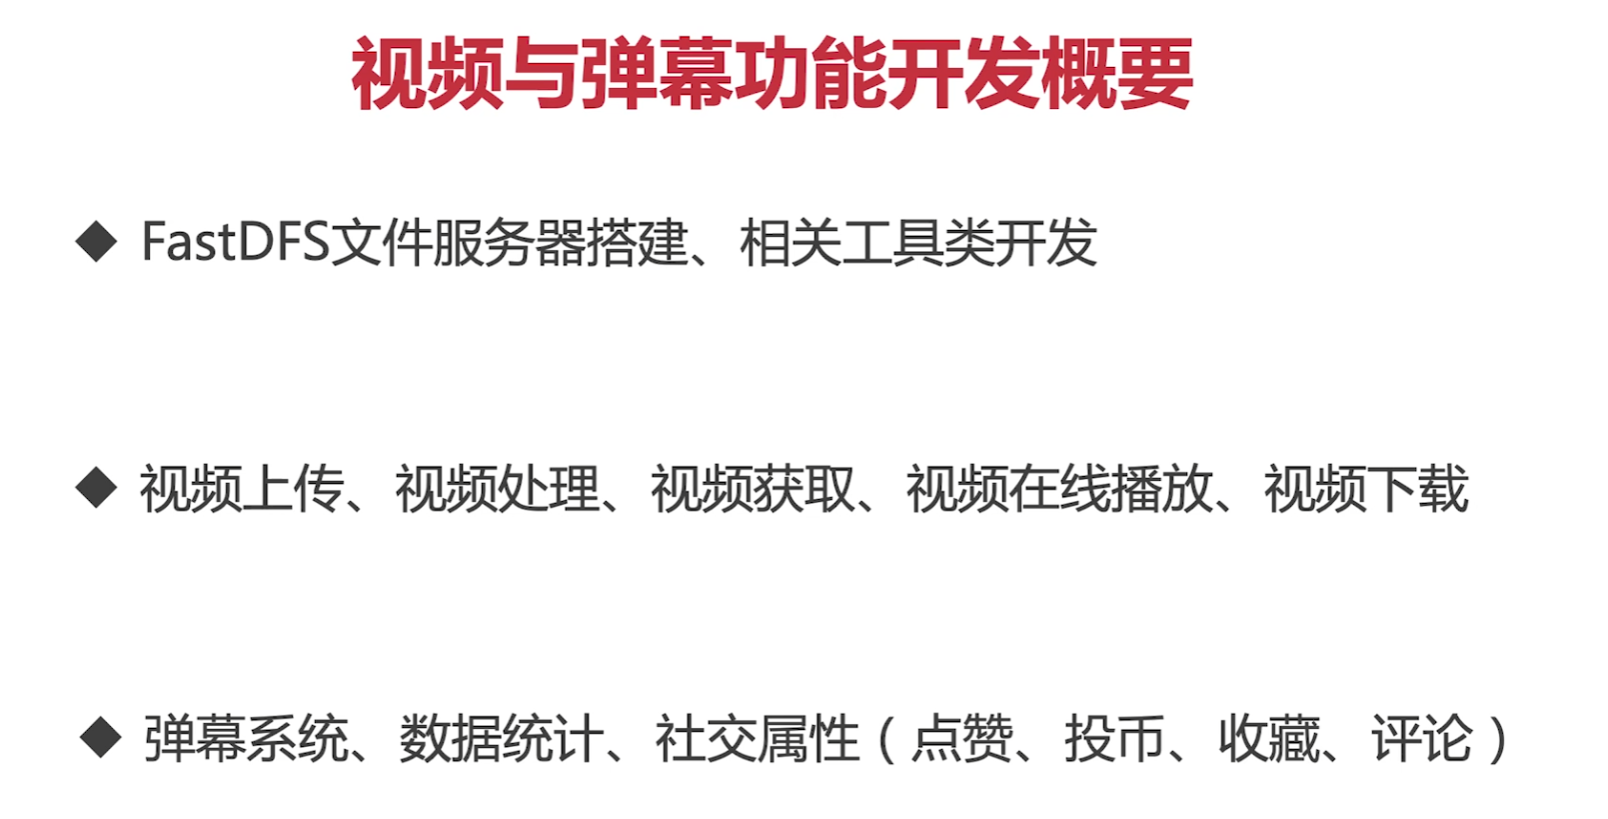 视频与弹幕功能开发概要
◆ FastDFS文件服务器搭建、相关工具类开发
◆ 视频上传、视频处理、视频获取、视频在线播放、视频下载
◆ 弹幕系统、数据统计、社交属性（点赞、投币、收藏、评论）